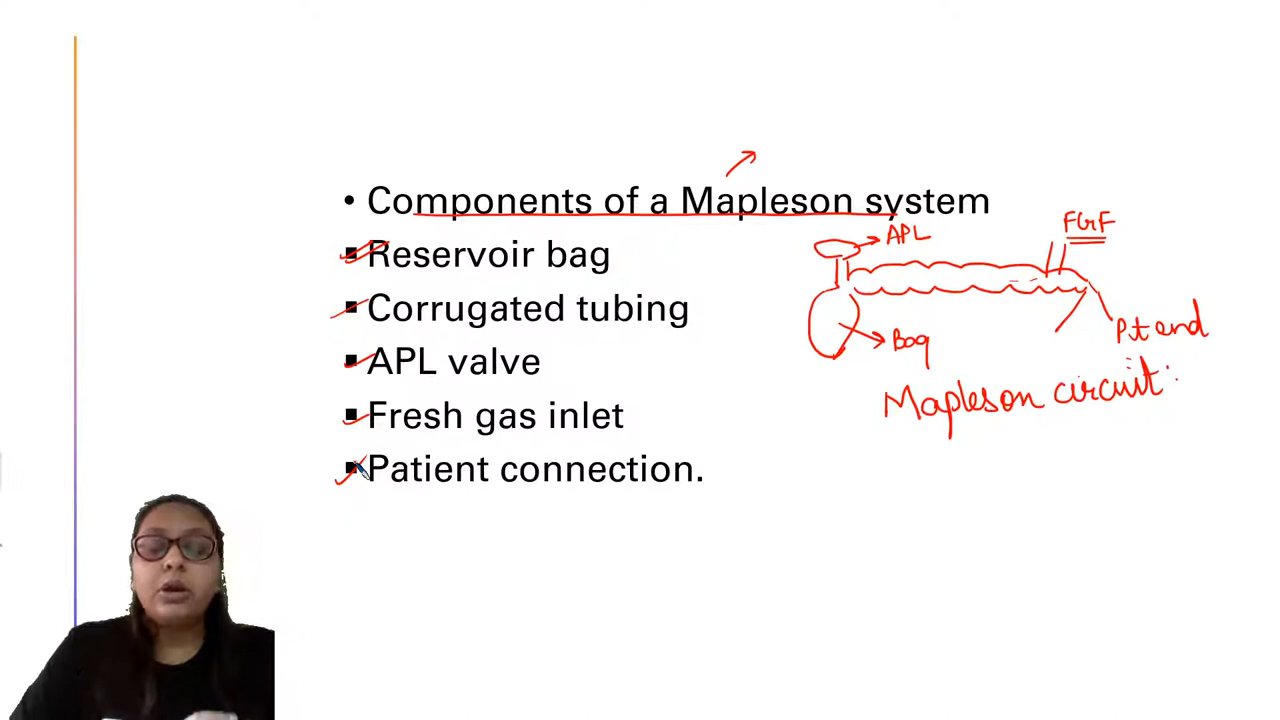 • Components of a Mapleson system
▪ Reservoir bag
▪ Corrugated tubing
▪ APL valve
▪ Fresh gas inlet
▪ Patient connection.
FGF
APL
Pt end
Bag
Mapleson circuit: